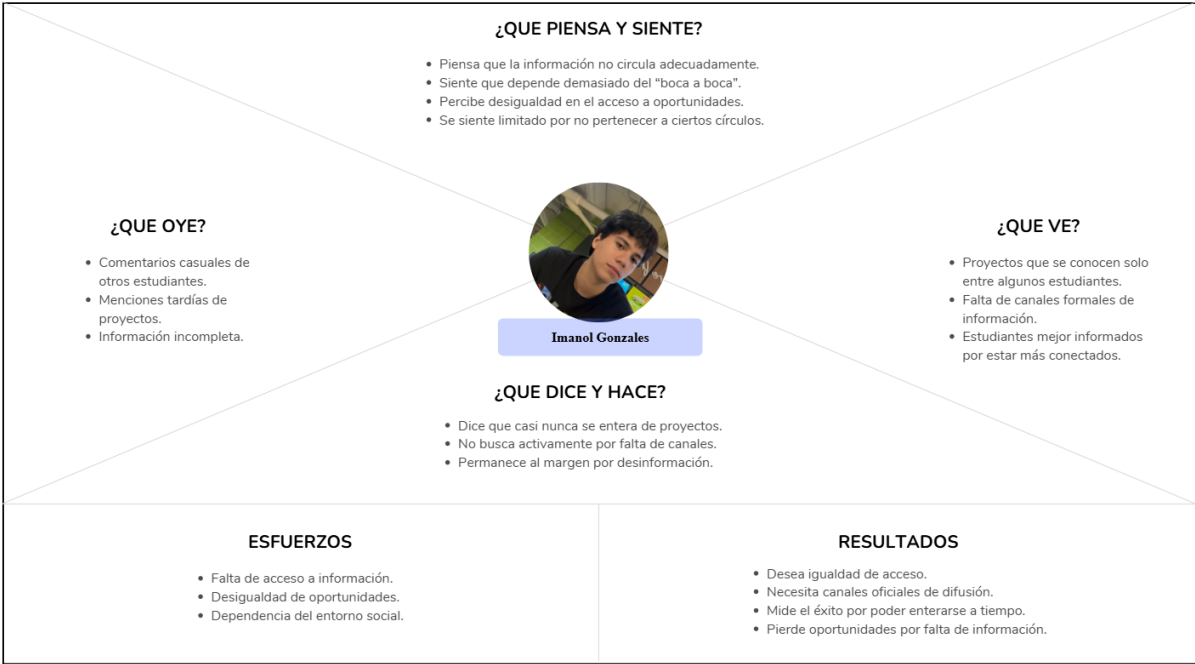 ¿QUE PIENSA Y SIENTE?
• Piensa que la información no circula adecuadamente.
• Siente que depende demasiado del “boca a boca”.
• Percibe desigualdad en el acceso a oportunidades.
• Se siente limitado por no pertenecer a ciertos círculos.
¿QUE OYE?
• Comentarios casuales de
otros estudiantes.
• Menciones tardías de
proyectos.
• Información incompleta.
Imanol Gonzales
¿QUE VE?
• Proyectos que se conocen solo
entre algunos estudiantes.
• Falta de canales formales de
información.
• Estudiantes mejor informados
por estar más conectados.
¿QUE DICE Y HACE?
• Dice que casi nunca se entera de proyectos.
• No busca activamente por falta de canales.
• Permanece al margen por desinformación.
ESFUERZOS
• Falta de acceso a información.
• Desigualdad de oportunidades.
• Dependencia del entorno social.
RESULTADOS
• Desea igualdad de acceso.
• Necesita canales oficiales de difusión.
• Mide el éxito por poder enterarse a tiempo.
• Pierde oportunidades por falta de información.